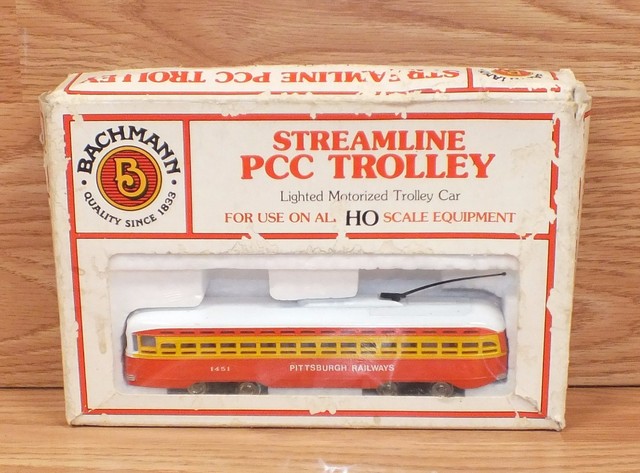 STREAMLINE PCC TROLLEY
BACHMANN
B
QUALITY SINCE 1833
STREAMLINE
PCC TROLLEY
Lighted Motorized Trolley Car
FOR USE ON AL HO SCALE EQUIPMENT
1451 PITTSBURGH RAILWAYS